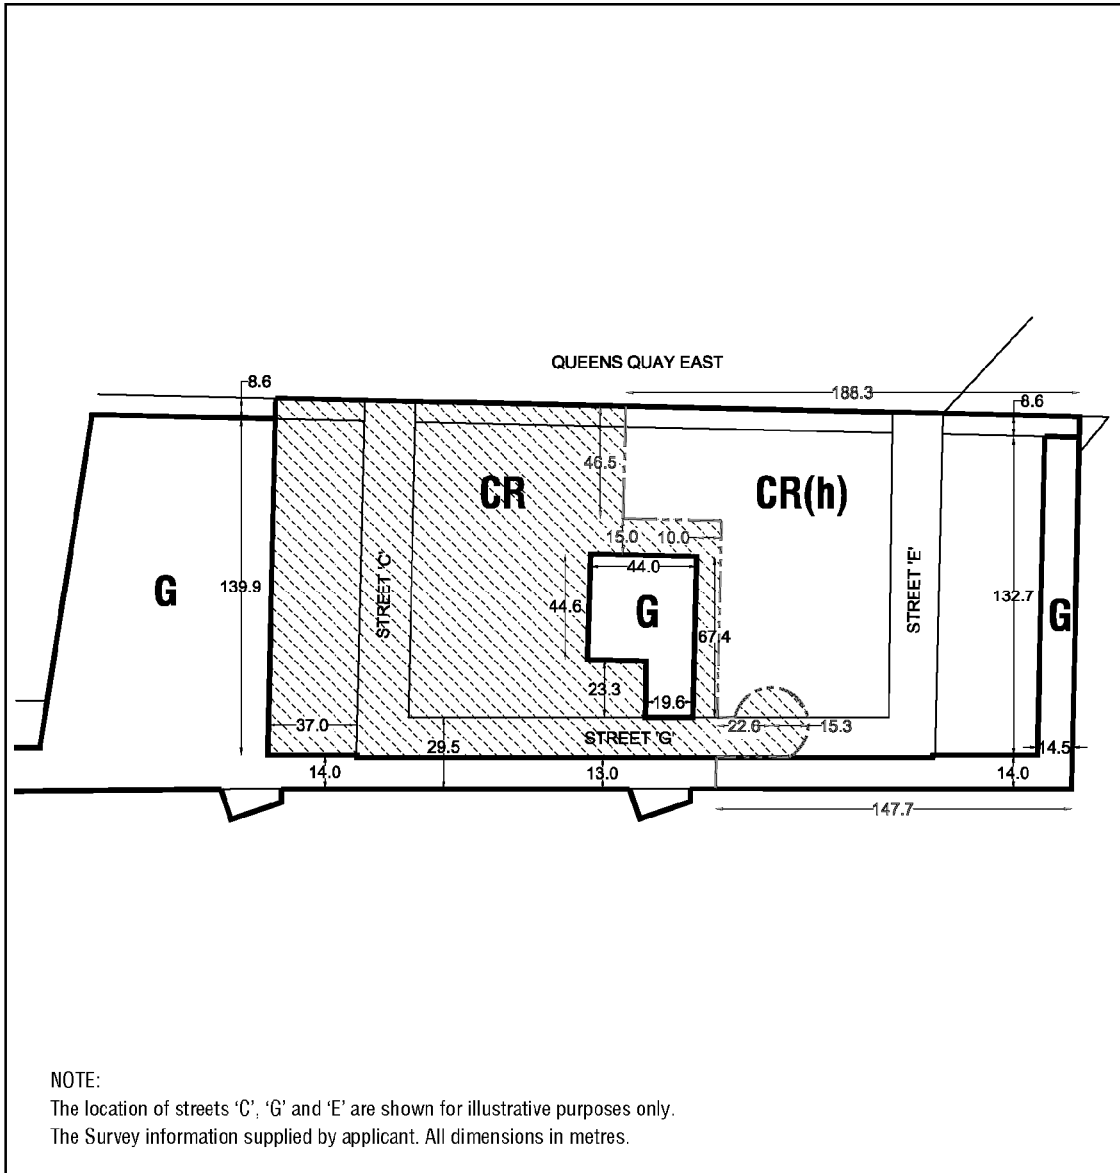 QUEENS QUAY EAST
8.6
188.3
8.6
46.5
CR
CR(h)
15.0
10.0
44.0
G
139.9
STREET 'C'
44.6
G
67.4
STREET 'E'
132.7
G
23.3
19.6
37.0
29.5
STREET 'G'
22.6
15.3
14.5
14.0
13.0
14.0
147.7
NOTE:
The location of streets ‘C’, ‘G’ and ‘E’ are shown for illustrative purposes only.
The Survey information supplied by applicant. All dimensions in metres.